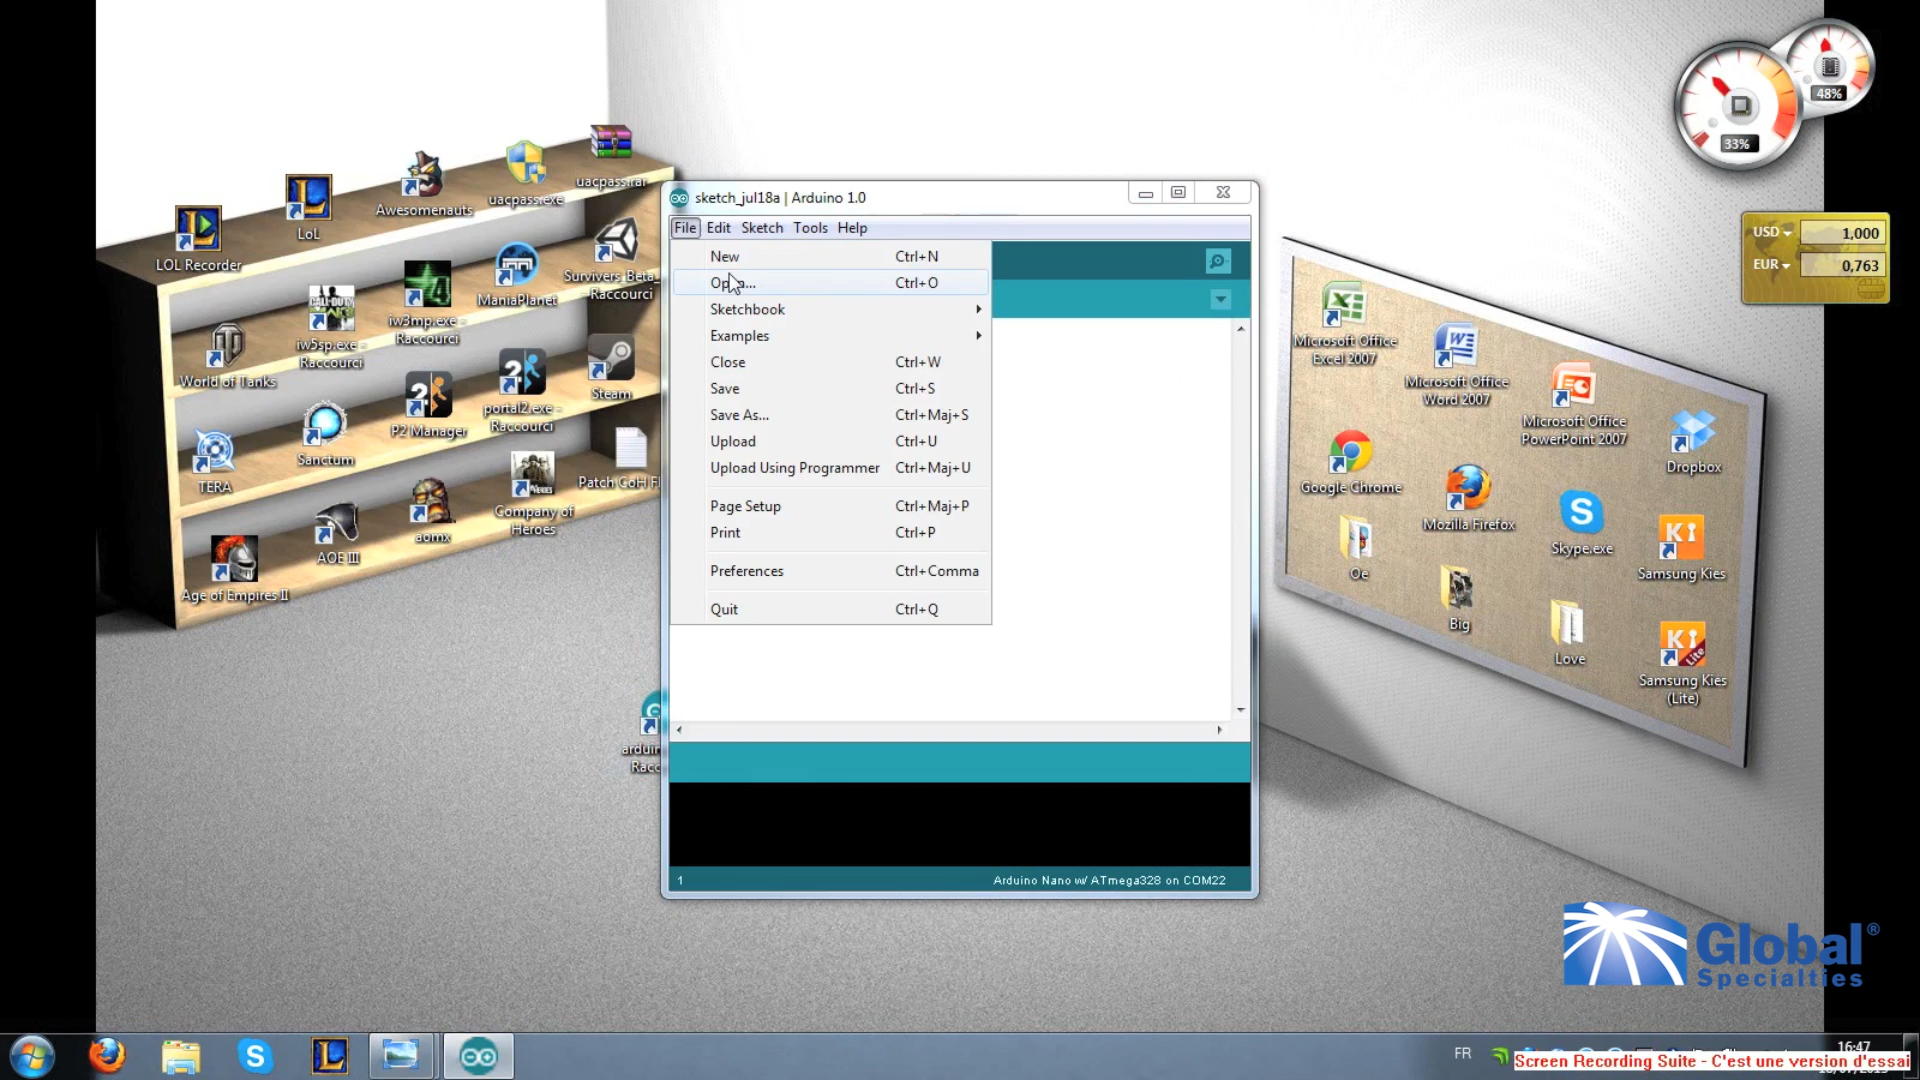 48%
33%
USD 1,000
EUR 0,763
uacpass.rar
uacpass.exe
Awesomenauts
LoL
LOL Recorder
Survivers_Beta_
- Raccourci
ManiaPlanet
iw3mp.exe -
Raccourci
iw5sp.exe -
Raccourci
World of Tanks
Steam
portal2.exe -
Raccourci
P2 Manager
Sanctum
TERA
Patch CoH F
Company of
Heroes
aomx
AOE III
Age of Empires II
sketch_jul18a | Arduino 1.0
File Edit Sketch Tools Help
New Ctrl+N
Ctrl+O
Sketchbook
Examples
Close Ctrl+W
Save Ctrl+S
Save As... Ctrl+Maj+S
Upload Ctrl+U
Upload Using Programmer Ctrl+Maj+U
Page Setup Ctrl+Maj+P
Print Ctrl+P
Preferences Ctrl+Comma
Quit Ctrl+Q
1 Arduino Nano w/ ATmega328 on COM22
Microsoft Office
Excel 2007
Microsoft Office
Word 2007
Microsoft Office
PowerPoint 2007
Dropbox
Google Chrome
Mozilla Firefox
Skype.exe
Samsung Kies
Oe
Big
Love
Samsung Kies
(Lite)
Global®
Specialties
FR
16:47
Screen Recording Suite - C'est une version d'essai